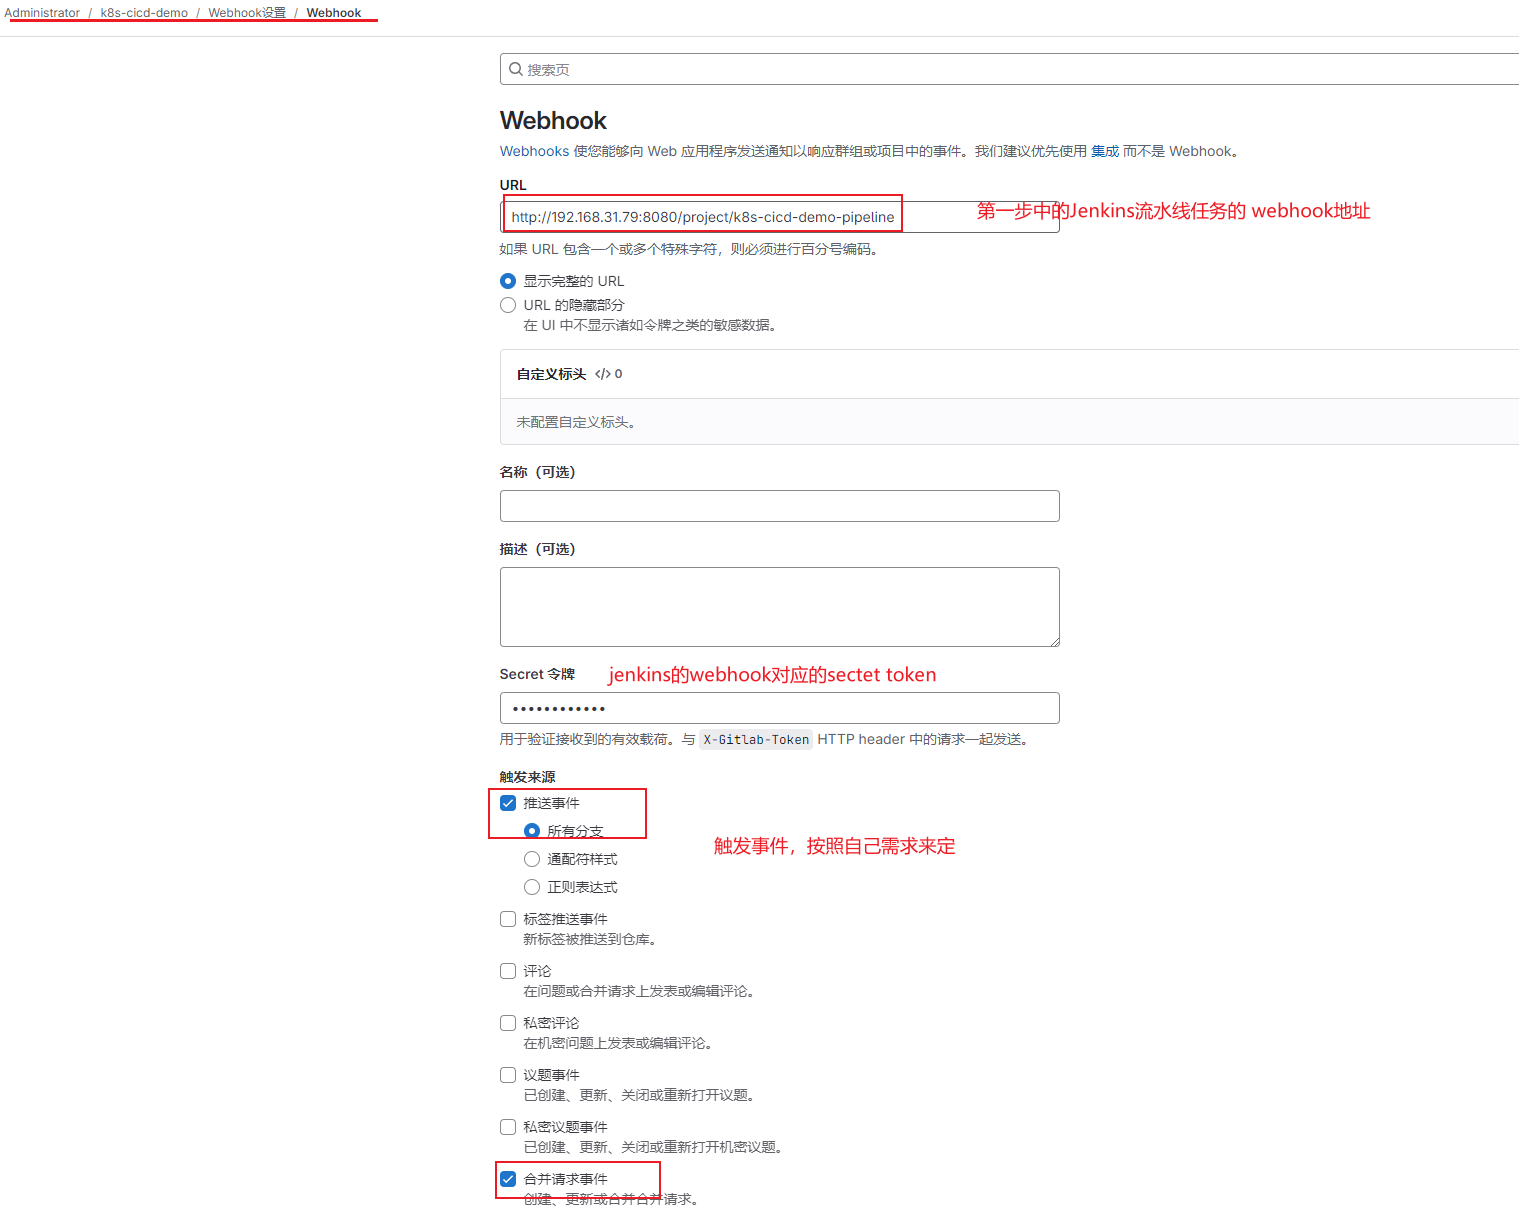 Administrator / k8s-cicd-demo / Webhook设置 / Webhook
搜索页
Webhook
Webhooks 使您能够向 Web 应用程序发送通知以响应群组或项目中的事件。我们建议优先使用 集成 而不是 Webhook。
URL
http://192.168.31.79:8080/project/k8s-cicd-demo-pipeline
第一步中的Jenkins流水线任务的 webhook地址
如果 URL 包含一个或多个特殊字符，则必须进行百分号编码。
显示完整的 URL
URL 的隐藏部分
在 UI 中不显示诸如令牌之类的敏感数据。
自定义标头 </> 0
未配置自定义标头。
名称（可选）
描述（可选）
Secret 令牌
jenkins的webhook对应的sectet token
••••••••••••
用于验证接收到的有效载荷。与 X-Gitlab-Token HTTP header 中的请求一起发送。
触发来源
推送事件
所有分支
触发事件，按照自己需求来定
通配符样式
正则表达式
标签推送事件
新标签被推送到仓库。
评论
在问题或合并请求上发表或编辑评论。
私密评论
在机密问题上发表或编辑评论。
议题事件
已创建、更新、关闭或重新打开议题。
私密议题事件
已创建、更新、关闭或重新打开机密议题。
合并请求事件
创建、更新或合并合并请求。